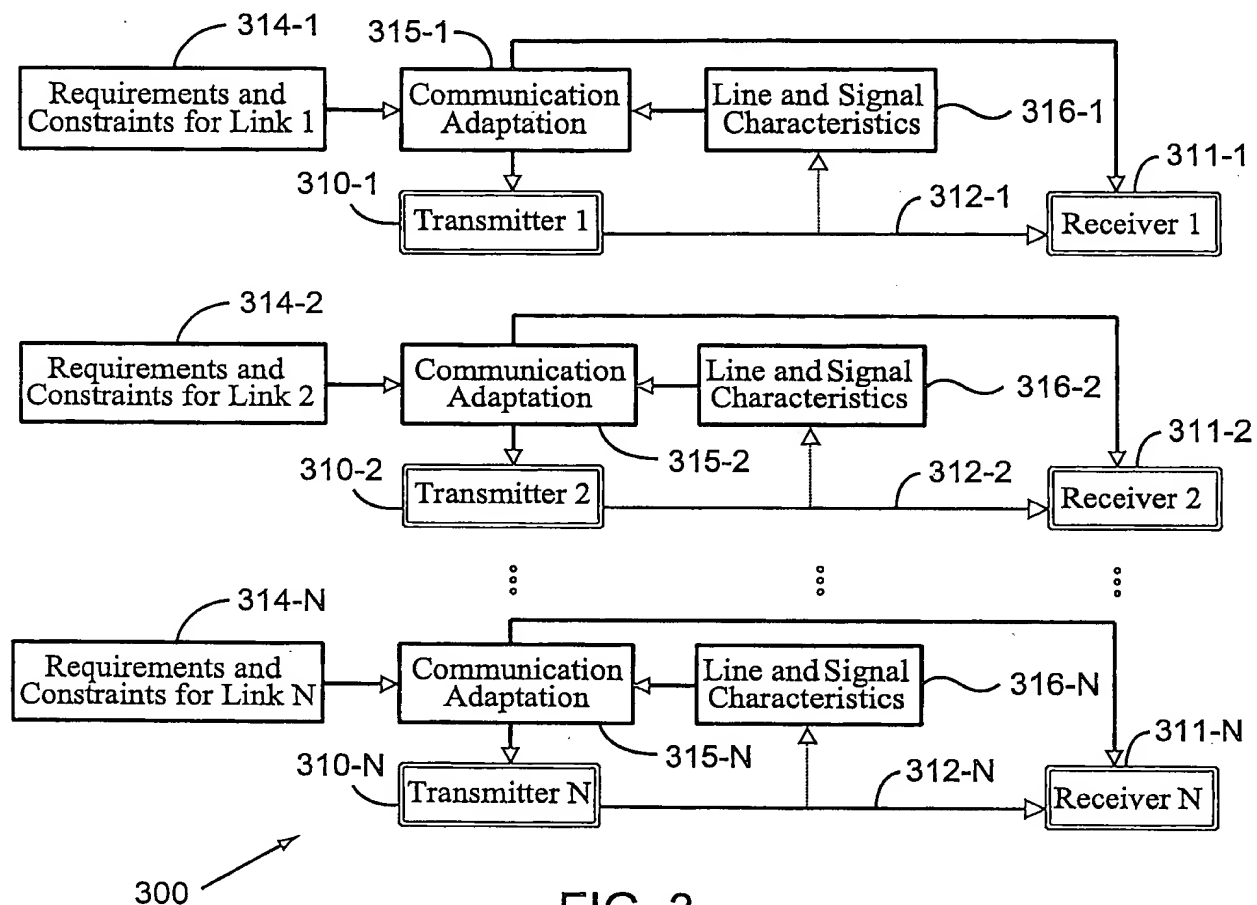 314-1
315-1
Requirements and
Constraints for Link 1
Communication
Adaptation
Line and Signal
Characteristics
316-1
311-1
310-1
Transmitter 1
312-1
Receiver 1
314-2
Requirements and
Constraints for Link 2
Communication
Adaptation
Line and Signal
Characteristics
316-2
311-2
315-2
310-2
Transmitter 2
312-2
Receiver 2
314-N
Requirements and
Constraints for Link N
Communication
Adaptation
Line and Signal
Characteristics
316-N
311-N
315-N
310-N
Transmitter N
312-N
Receiver N
300
FIG. 3